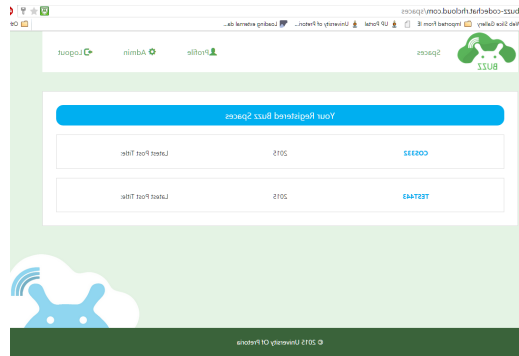 buzz-codechat.rhcloud.com/spaces
Web Slice Gallery Imported From IE UP Portal University of Pretori... Loading external da...
BUZZ
Spaces
Profile
Admin
Logout
Your Registered Buzz Spaces
COS332 2015 Latest Post Title:
TEST443 2015 Latest Post Title:
© 2015 University Of Pretoria